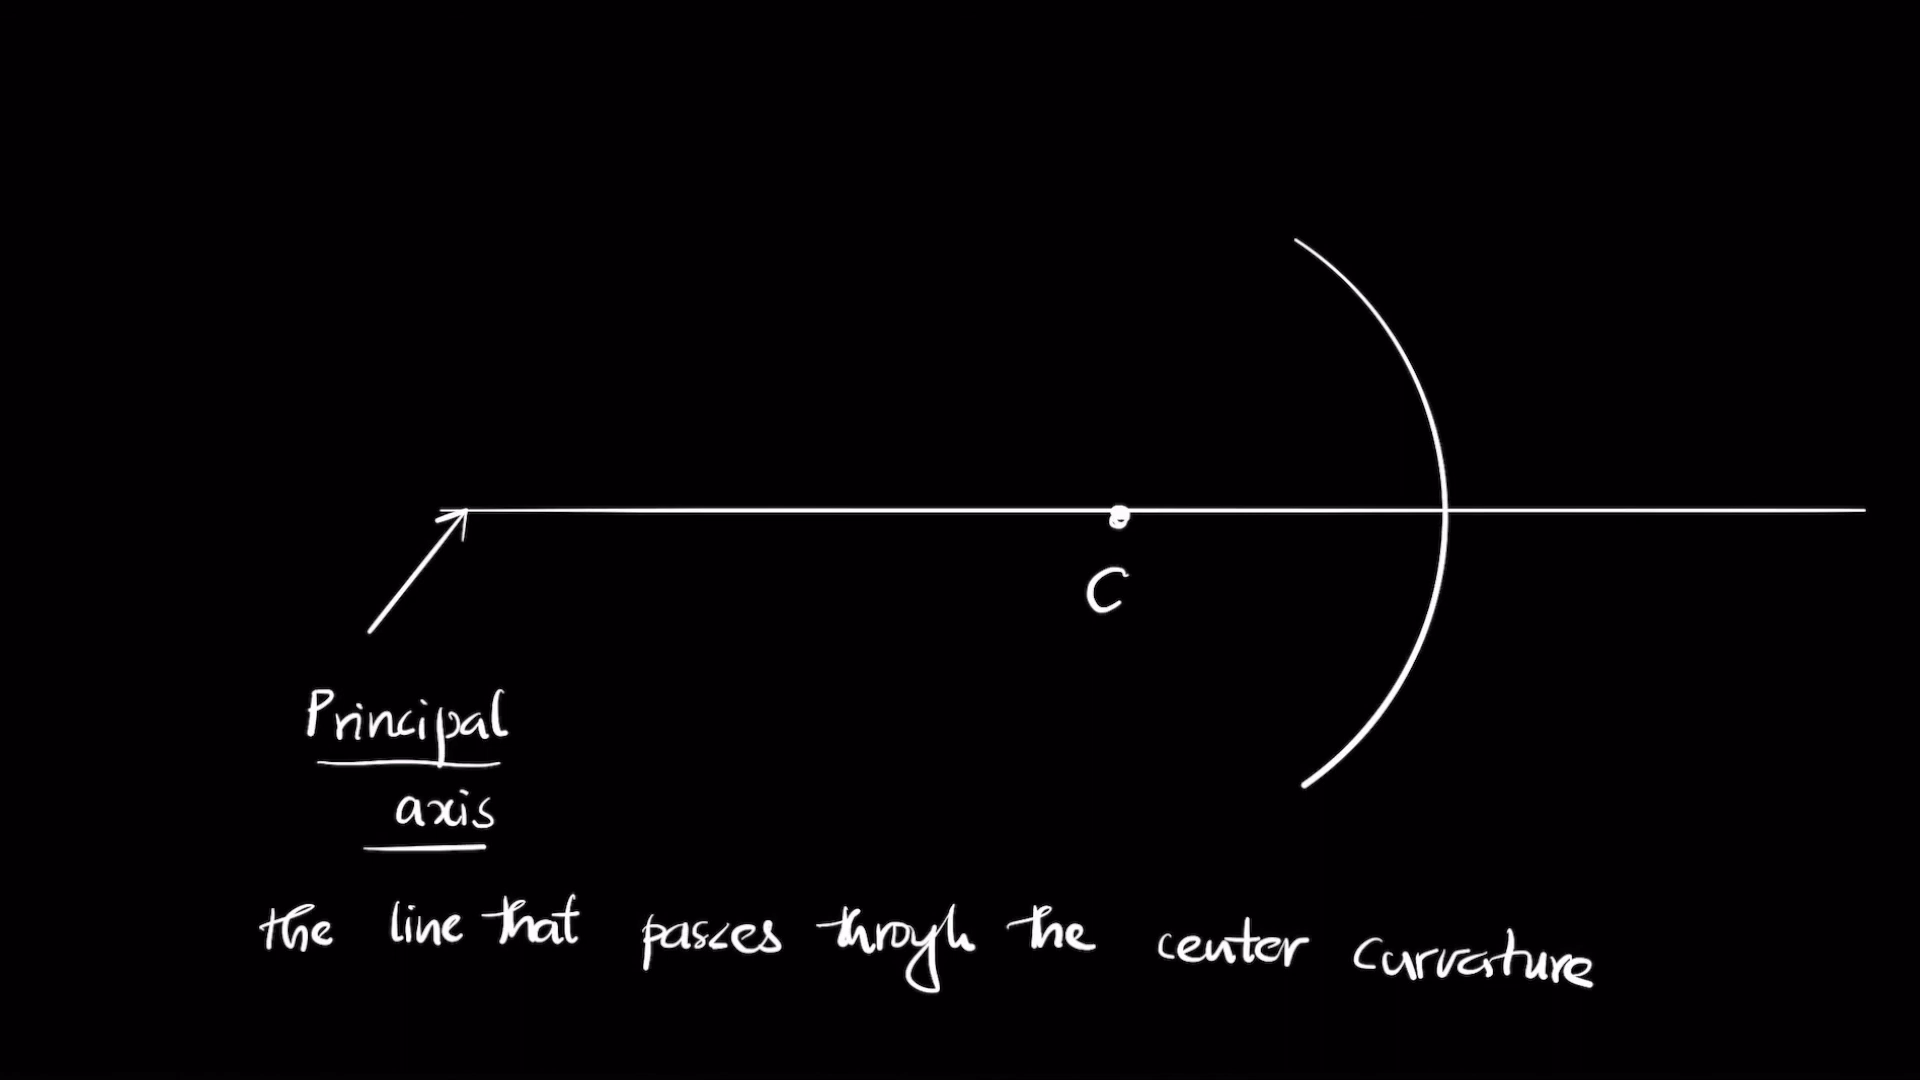 C
Principal
axis
the line that passes through the center curvature